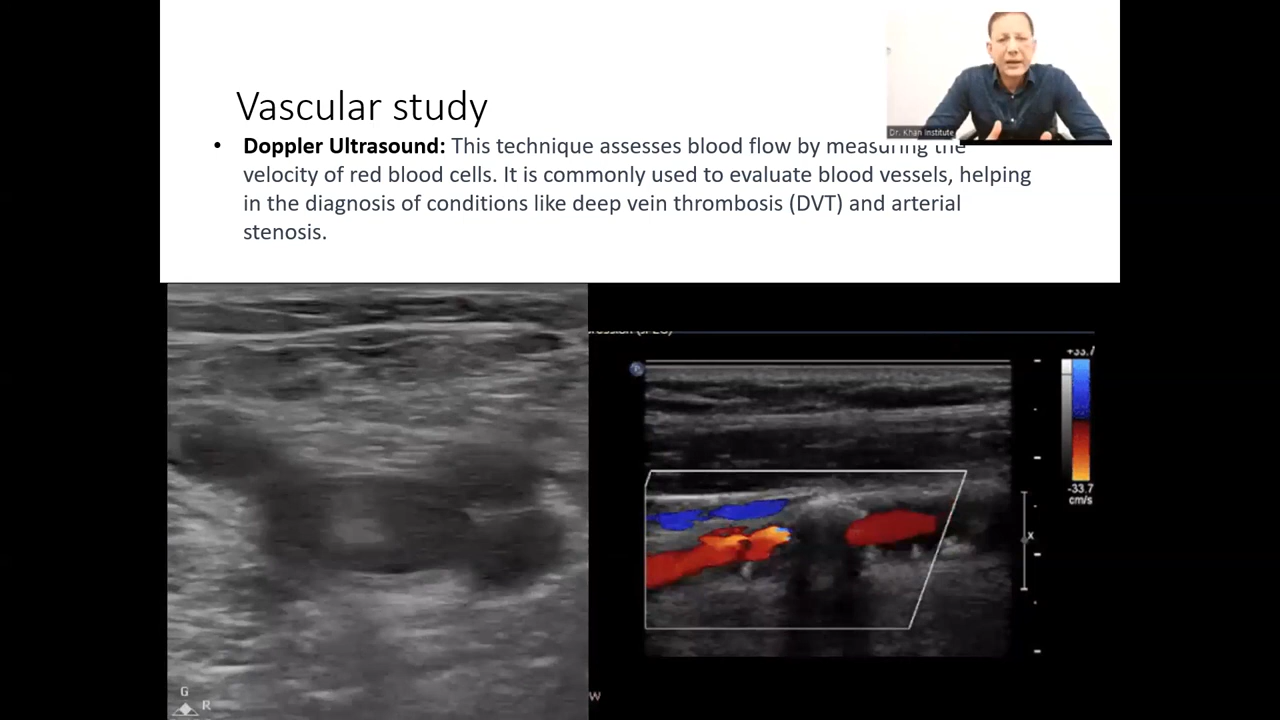 Vascular study
Dr. Khan Institute
• Doppler Ultrasound: This technique assesses blood flow by measuring the
velocity of red blood cells. It is commonly used to evaluate blood vessels, helping
in the diagnosis of conditions like deep vein thrombosis (DVT) and arterial
stenosis.
+33.7
-33.7
cm/s
x
G
R
W